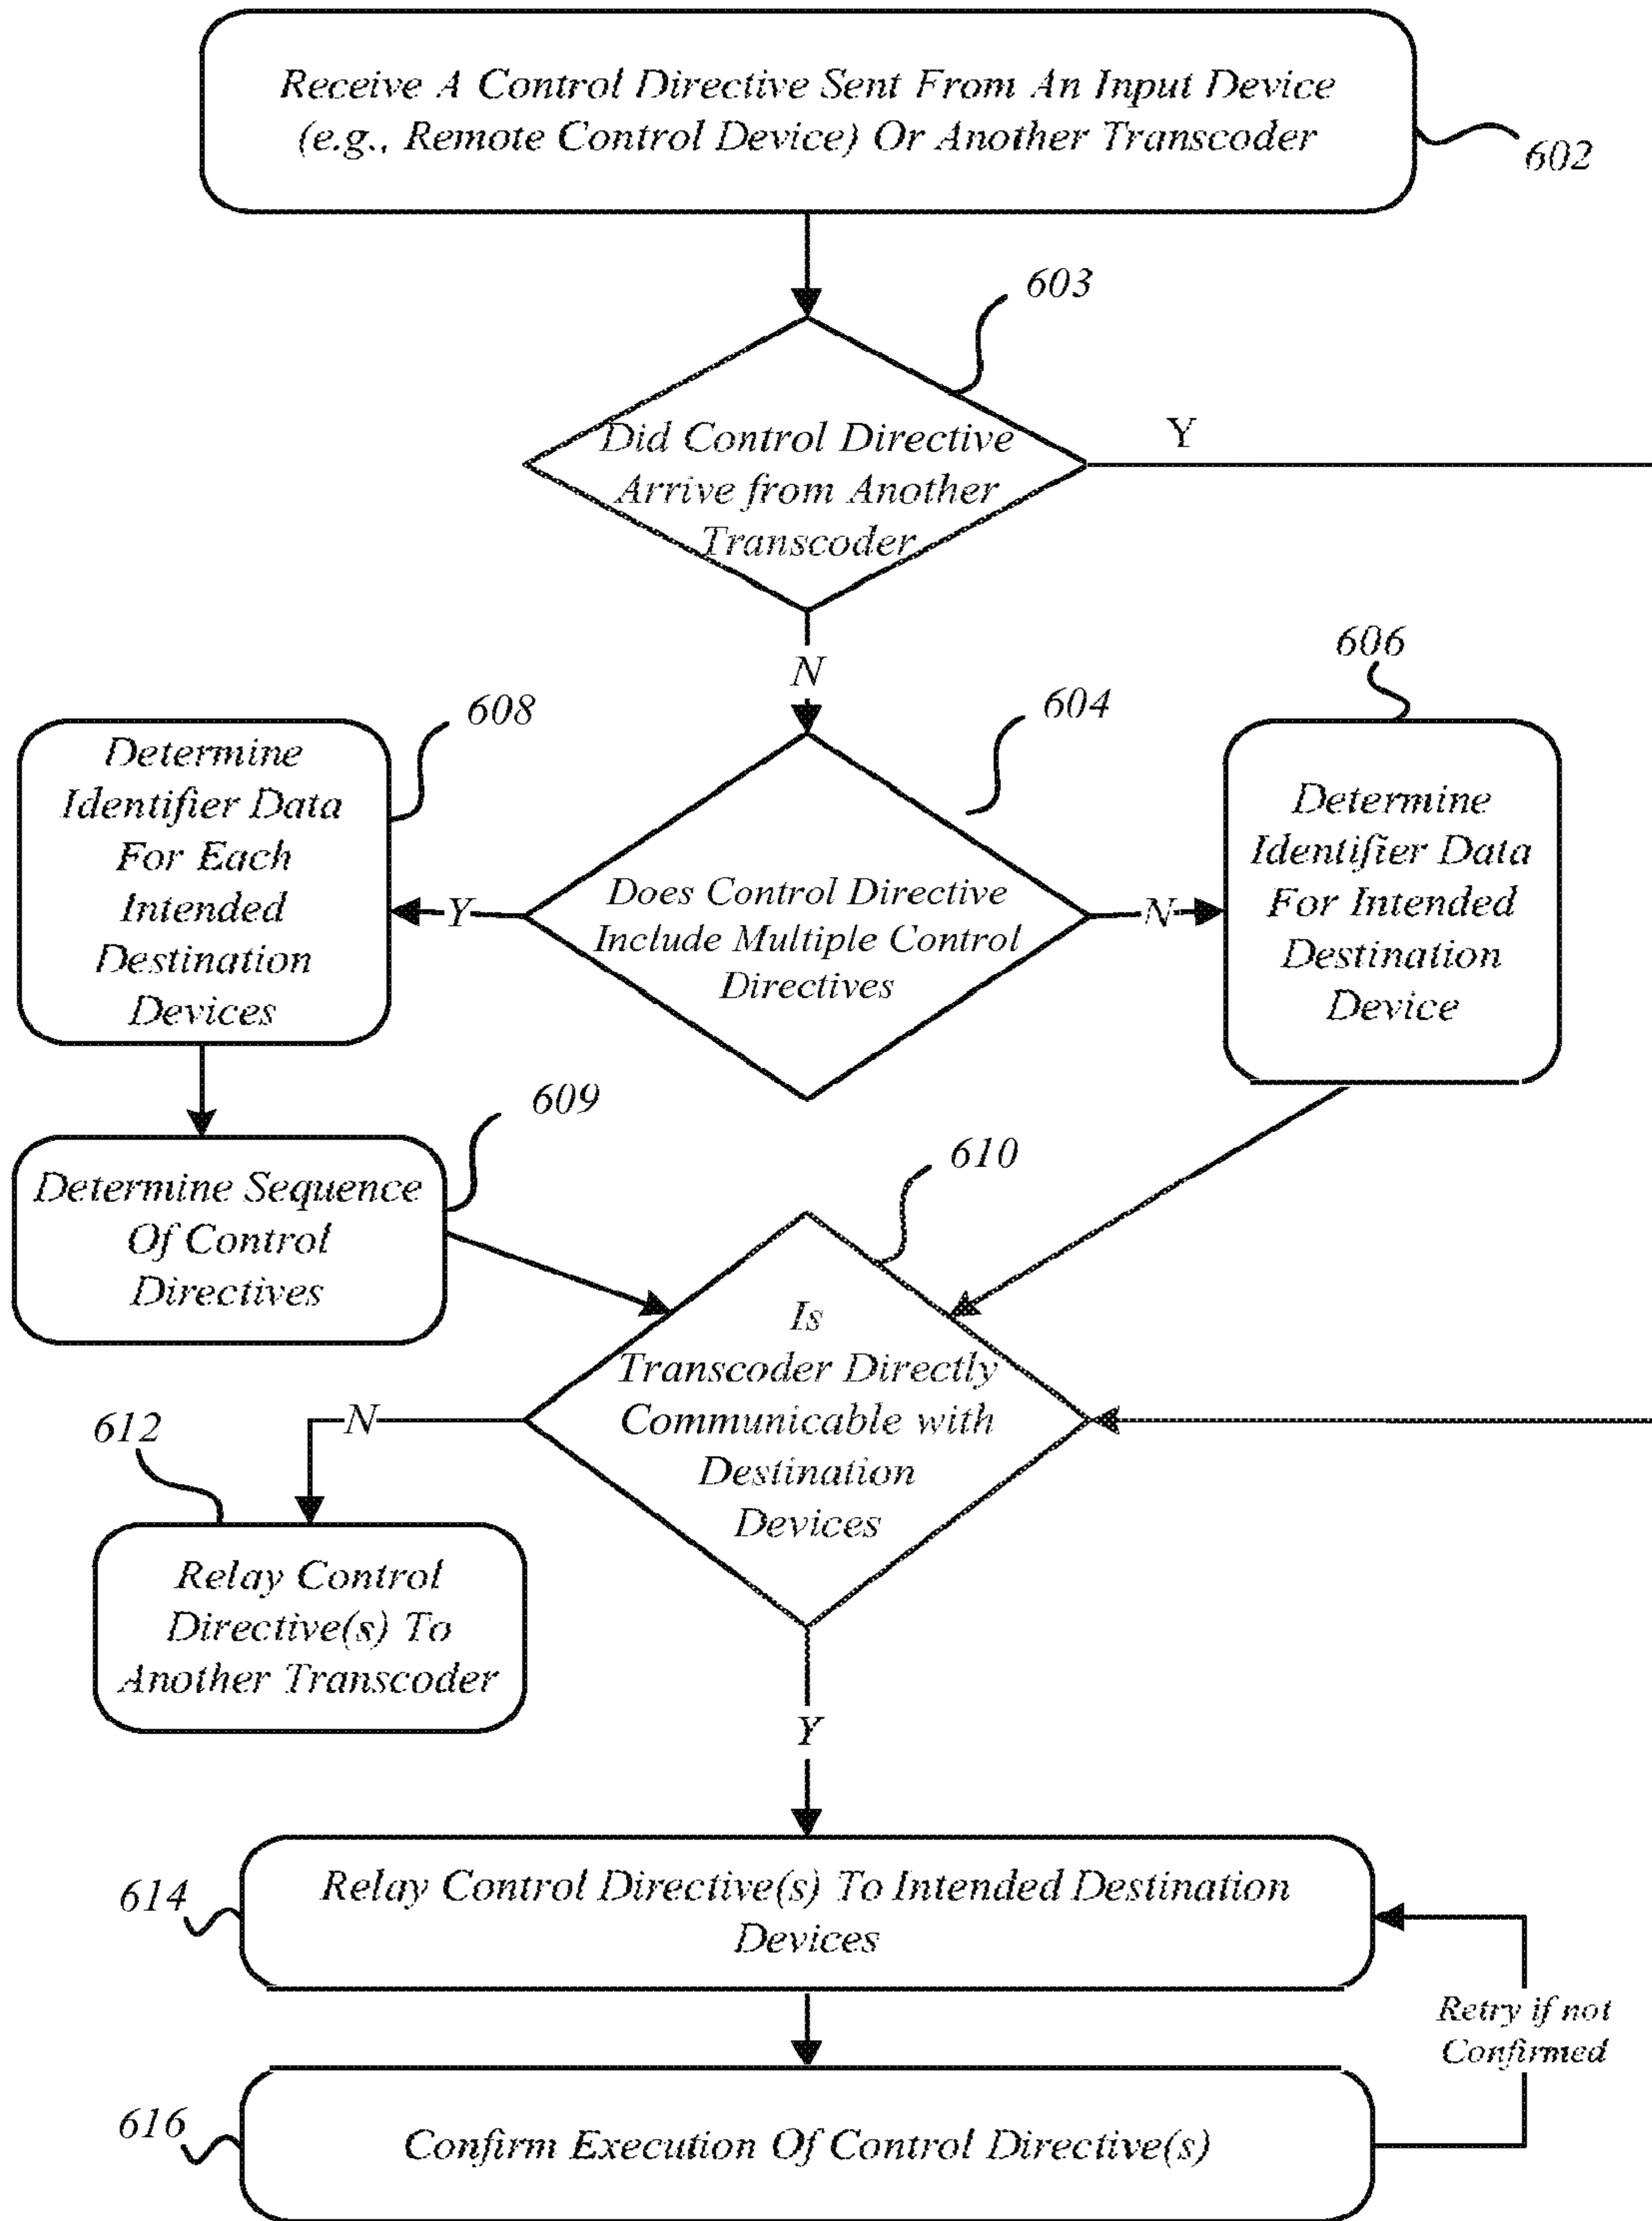 Receive A Control Directive Sent From An Input Device
(e.g., Remote Control Device) Or Another Transcoder
602
603
Did Control Directive
Arrive from Another
Transcoder
Y
N
606
608
604
Determine
Identifier Data
For Each
Intended
Destination
Devices
Does Control Directive
Include Multiple Control
Directives
Y
N
Determine
Identifier Data
For Intended
Destination
Device
609
Determine Sequence
Of Control
Directives
610
Is
Transcoder Directly
Communicable with
Destination
Devices
N
612
Relay Control
Directive(s) To
Another Transcoder
Y
614
Relay Control Directive(s) To Intended Destination
Devices
Retry if not
Confirmed
616
Confirm Execution Of Control Directive(s)